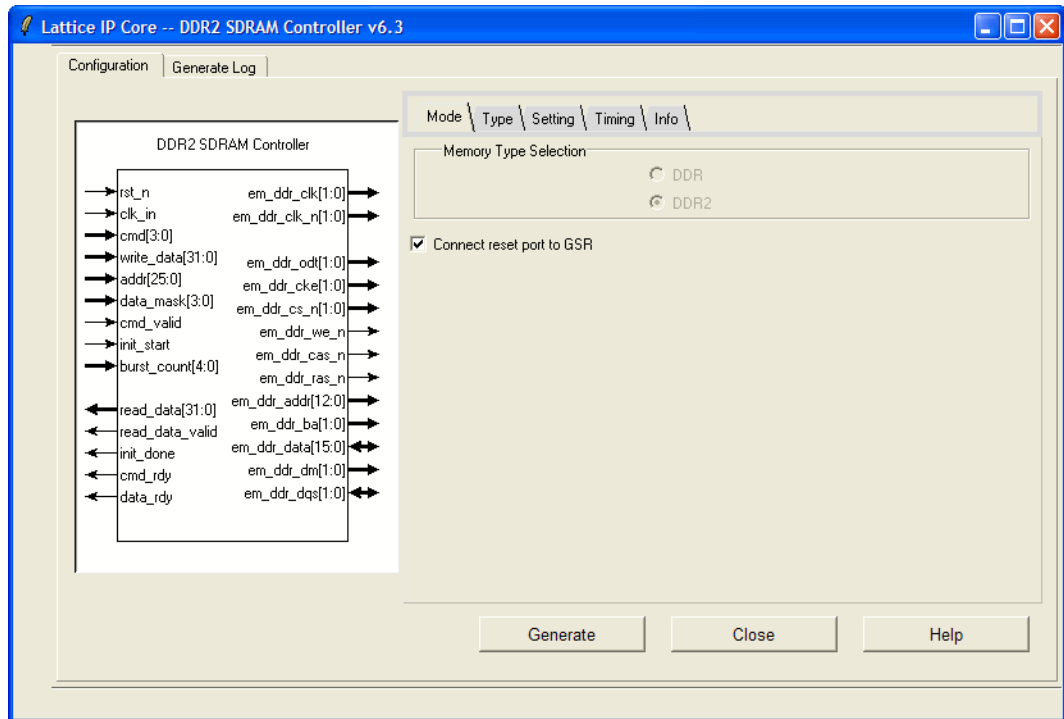 Lattice IP Core -- DDR2 SDRAM Controller v6.3
Configuration
Generate Log
DDR2 SDRAM Controller
rst_n
clk_in
cmd[3:0]
write_data[31:0]
addr[25:0]
data_mask[3:0]
cmd_valid
init_start
burst_count[4:0]
read_data[31:0]
read_data_valid
init_done
cmd_rdy
data_rdy
em_ddr_clk[1:0]
em_ddr_clk_n[1:0]
em_ddr_odt[1:0]
em_ddr_cke[1:0]
em_ddr_cs_n[1:0]
em_ddr_we_n
em_ddr_cas_n
em_ddr_ras_n
em_ddr_addr[12:0]
em_ddr_ba[1:0]
em_ddr_data[15:0]
em_ddr_dm[1:0]
em_ddr_dqs[1:0]
Mode Type Setting Timing Info
Memory Type Selection
DDR
DDR2
Connect reset port to GSR
Generate Close Help